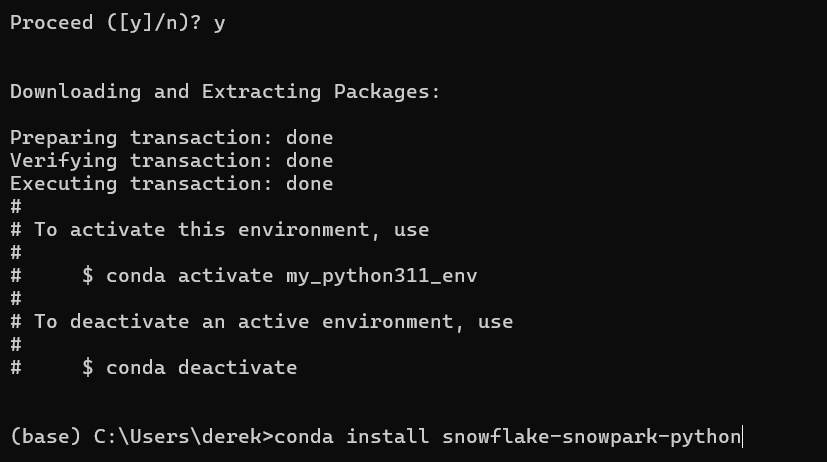 Proceed ([y]/n)? y
Downloading and Extracting Packages:
Preparing transaction: done
Verifying transaction: done
Executing transaction: done
#
# To activate this environment, use
#
#     $ conda activate my_python311_env
#
# To deactivate an active environment, use
#
#     $ conda deactivate
(base) C:\Users\derek>conda install snowflake-snowpark-python